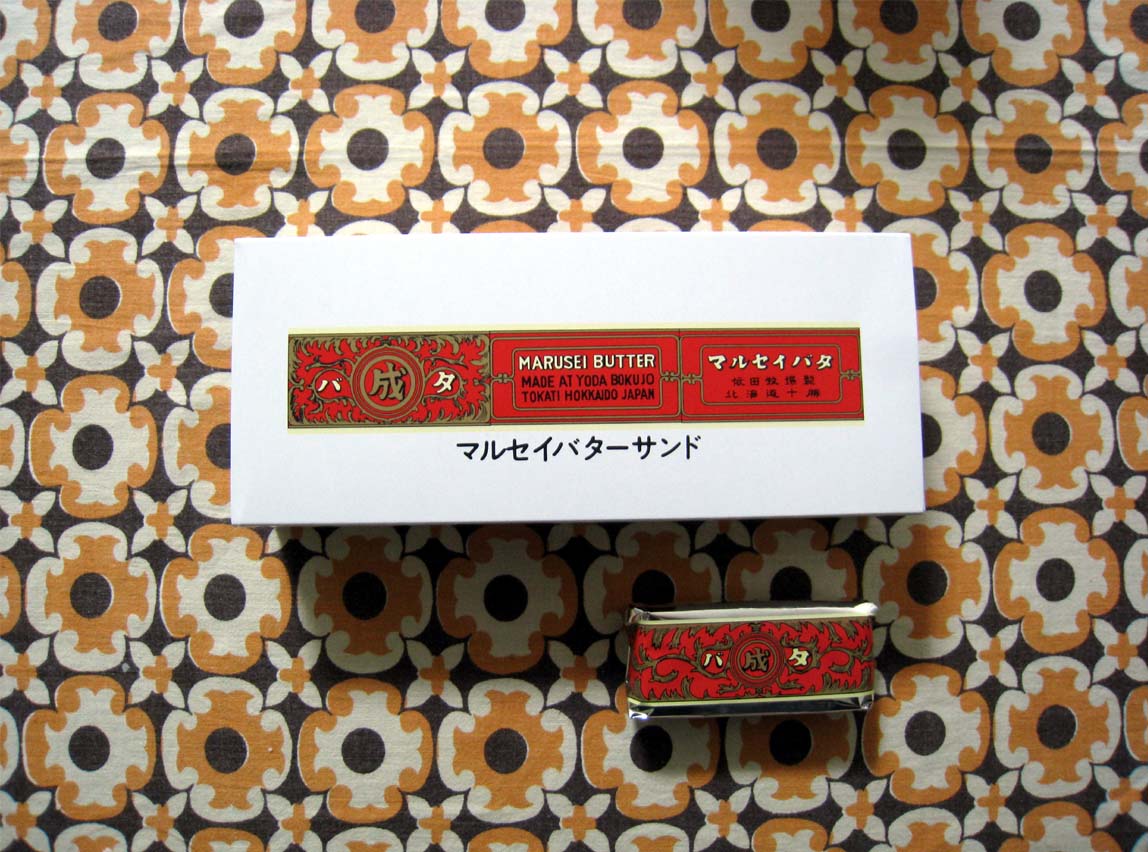 バ 成 タ
MARUSEI BUTTER
MADE AT YODA BOKUJO
TOKATI HOKKAIDO JAPAN
マルセイバタ
依田牧場製
北海道十勝
マルセイバターサンド
バ 成 タ